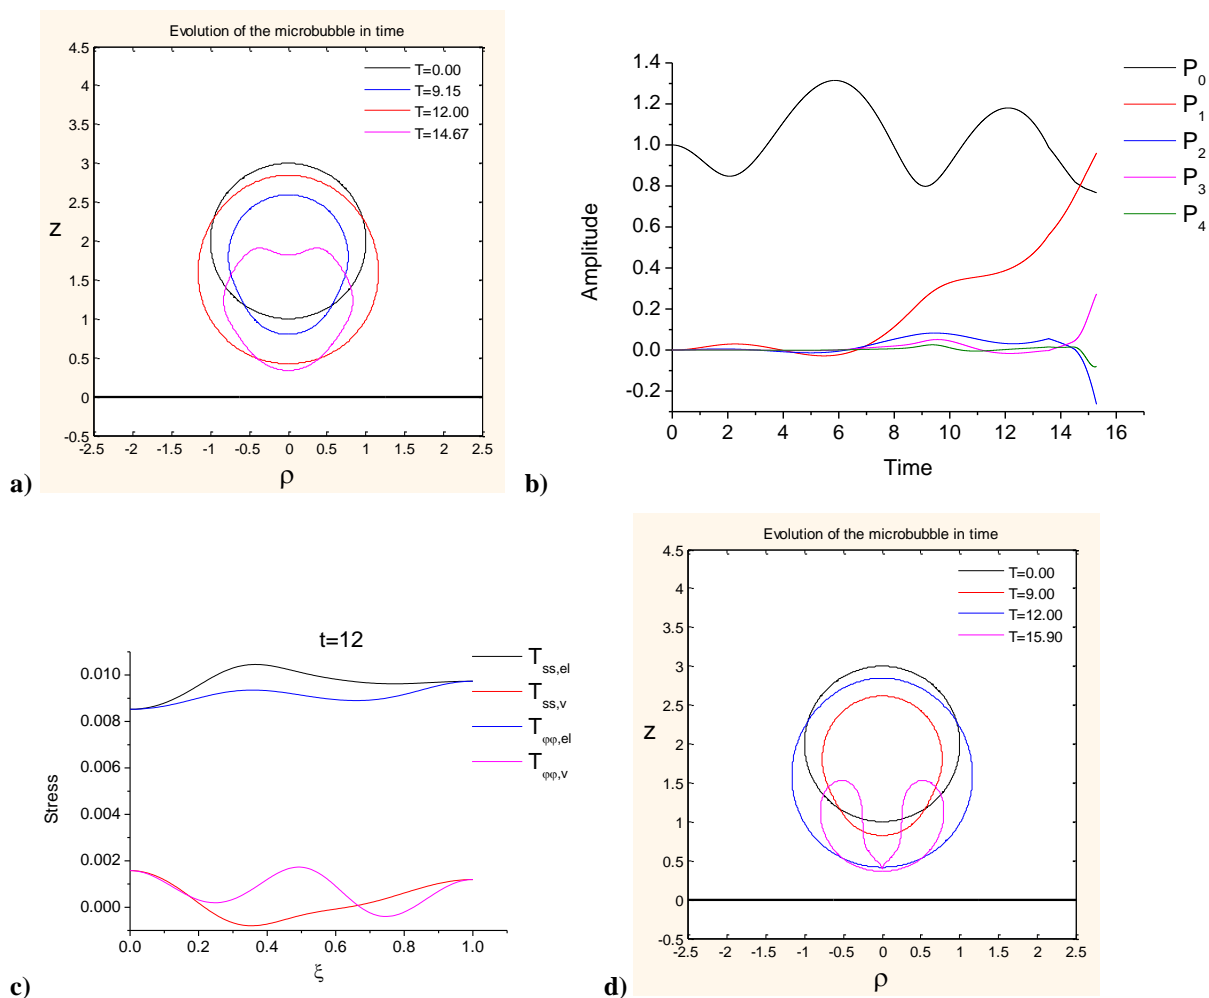 Evolution of the microbubble in time
4.5
4
3.5
3
2.5
2
1.5
1
0.5
0
-0.5
z
T=0.00
T=9.15
T=12.00
T=14.67
-2.5 -2 -1.5 -1 -0.5 0 0.5 1 1.5 2 2.5
ρ
a)
1.4
1.2
1.0
0.8
0.6
0.4
0.2
0.0
-0.2
Amplitude
P0
P1
P2
P3
P4
0 2 4 6 8 10 12 14 16
Time
b)
t=12
0.010
0.008
0.006
0.004
0.002
0.000
Stress
Tss,el
Tss,v
Tφφ,el
Tφφ,v
0.0 0.2 0.4 0.6 0.8 1.0
ξ
c)
Evolution of the microbubble in time
4.5
4
3.5
3
2.5
2
1.5
1
0.5
0
-0.5
z
T=0.00
T=9.00
T=12.00
T=15.90
-2.5 -2 -1.5 -1 -0.5 0 0.5 1 1.5 2 2.5
ρ
d)